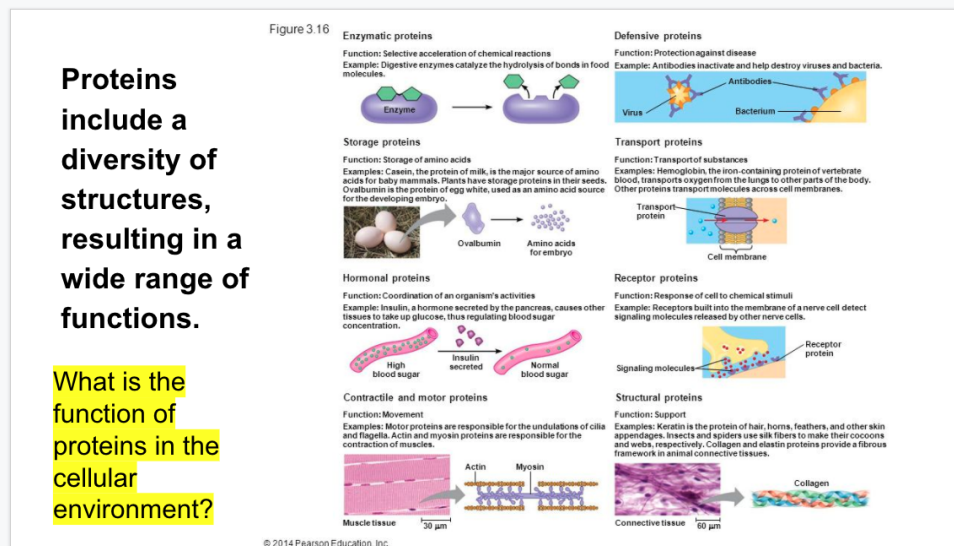 Figure 3.16
Proteins
include a
diversity of
structures,
resulting in a
wide range of
functions.
What is the
function of
proteins in the
cellular
environment?
Enzymatic proteins
Function: Selective acceleration of chemical reactions
Example: Digestive enzymes catalyze the hydrolysis of bonds in food
molecules.
Enzyme
Defensive proteins
Function: Protection against disease
Example: Antibodies inactivate and help destroy viruses and bacteria.
Antibodies
Virus
Bacterium
Storage proteins
Function: Storage of amino acids
Examples: Casein, the protein of milk, is the major source of amino
acids for baby mammals. Plants have storage proteins in their seeds.
Ovalbumin is the protein of egg white, used as an amino acid source
for the developing embryo.
Ovalbumin
Amino acids
for embryo
Transport proteins
Function: Transport of substances
Examples: Hemoglobin, the iron-containing protein of vertebrate
blood, transports oxygen from the lungs to other parts of the body.
Other proteins transport molecules across cell membranes.
Transport
protein
Cell membrane
Hormonal proteins
Function: Coordination of an organism's activities
Example: Insulin, a hormone secreted by the pancreas, causes other
tissues to take up glucose, thus regulating blood sugar
concentration.
High
blood sugar
Insulin
secreted
Normal
blood sugar
Receptor proteins
Function: Response of cell to chemical stimuli
Example: Receptors built into the membrane of a nerve cell detect
signaling molecules released by other nerve cells.
Receptor
protein
Signaling molecules
Contractile and motor proteins
Function: Movement
Examples: Motor proteins are responsible for the undulations of cilia
and flagella. Actin and myosin proteins are responsible for the
contraction of muscles.
Actin
Myosin
Muscle tissue
30 µm
Structural proteins
Function: Support
Examples: Keratin is the protein of hair, horns, feathers, and other skin
appendages. Insects and spiders use silk fibers to make their cocoons
and webs, respectively. Collagen and elastin proteins provide a fibrous
framework in animal connective tissues.
Collagen
Connective tissue
60 µm
© 2014 Pearson Education, Inc.